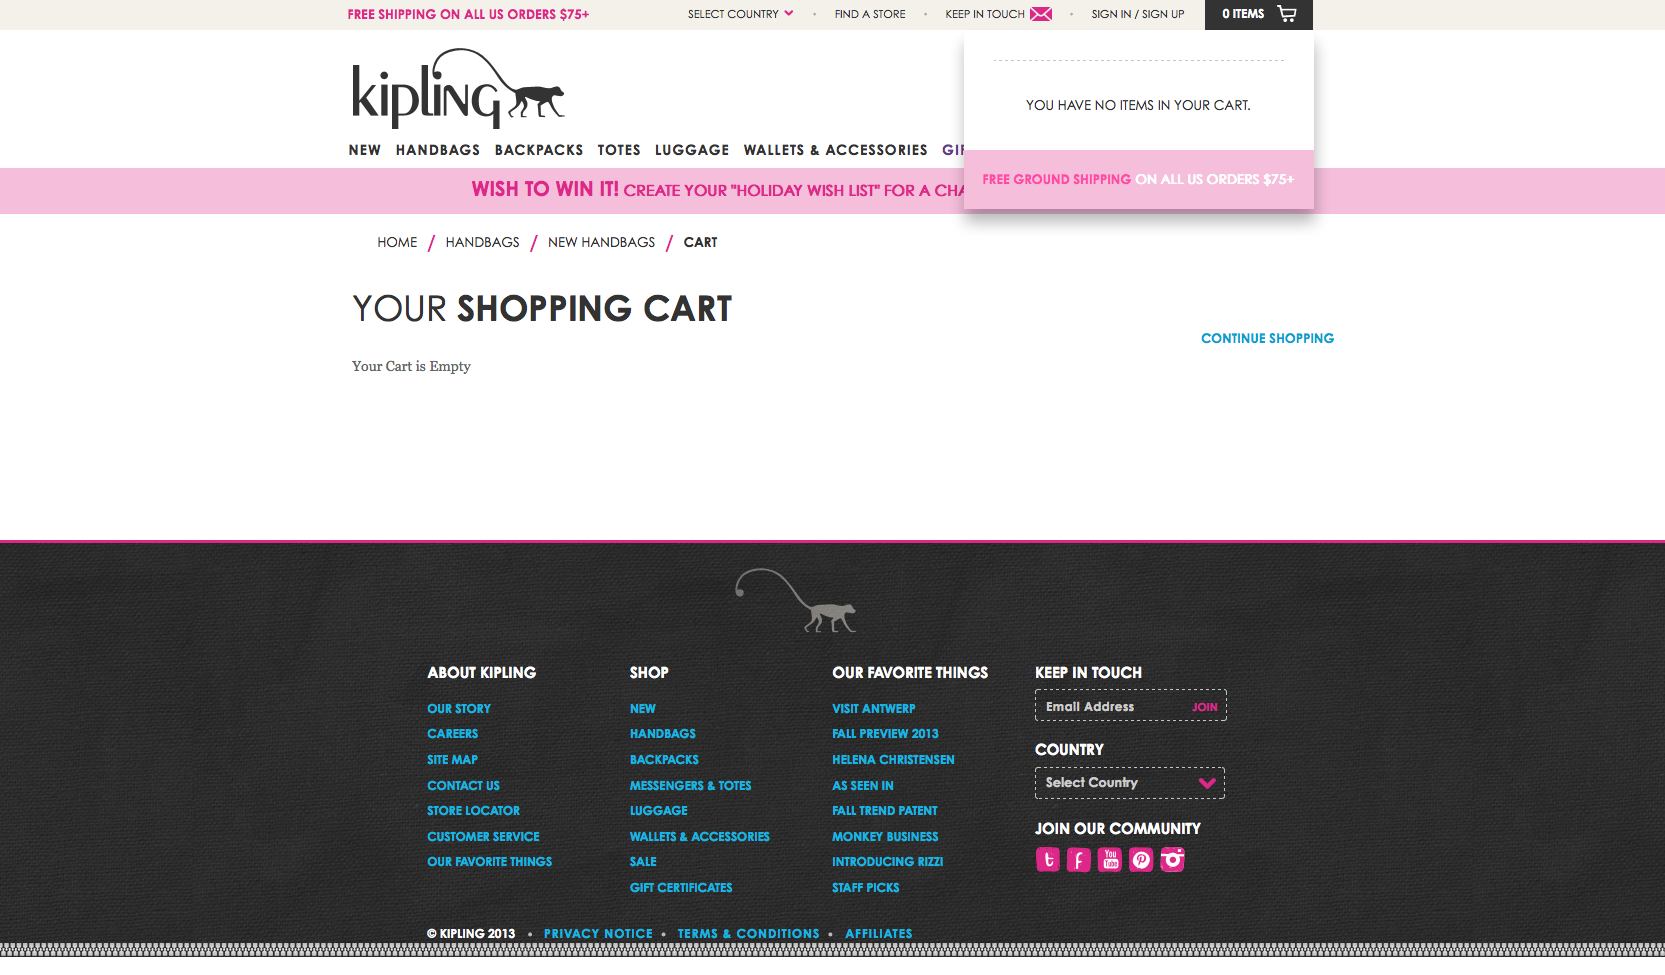 FREE SHIPPING ON ALL US ORDERS $75+
SELECT COUNTRY
FIND A STORE
KEEP IN TOUCH
SIGN IN / SIGN UP
0 ITEMS
YOU HAVE NO ITEMS IN YOUR CART.
FREE GROUND SHIPPING ON ALL US ORDERS $75+
kipling
NEW HANDBAGS BACKPACKS TOTES LUGGAGE WALLETS & ACCESSORIES GIF
WISH TO WIN IT! CREATE YOUR "HOLIDAY WISH LIST" FOR A CHA
HOME / HANDBAGS / NEW HANDBAGS / CART
YOUR SHOPPING CART
CONTINUE SHOPPING
Your Cart is Empty
ABOUT KIPLING
OUR STORY
CAREERS
SITE MAP
CONTACT US
STORE LOCATOR
CUSTOMER SERVICE
OUR FAVORITE THINGS
SHOP
NEW
HANDBAGS
BACKPACKS
MESSENGERS & TOTES
LUGGAGE
WALLETS & ACCESSORIES
SALE
GIFT CERTIFICATES
OUR FAVORITE THINGS
VISIT ANTWERP
FALL PREVIEW 2013
HELENA CHRISTENSEN
AS SEEN IN
FALL TREND PATENT
MONKEY BUSINESS
INTRODUCING RIZZI
STAFF PICKS
KEEP IN TOUCH
Email Address JOIN
COUNTRY
Select Country
JOIN OUR COMMUNITY
You Tube
© KIPLING 2013 • PRIVACY NOTICE • TERMS & CONDITIONS • AFFILIATES